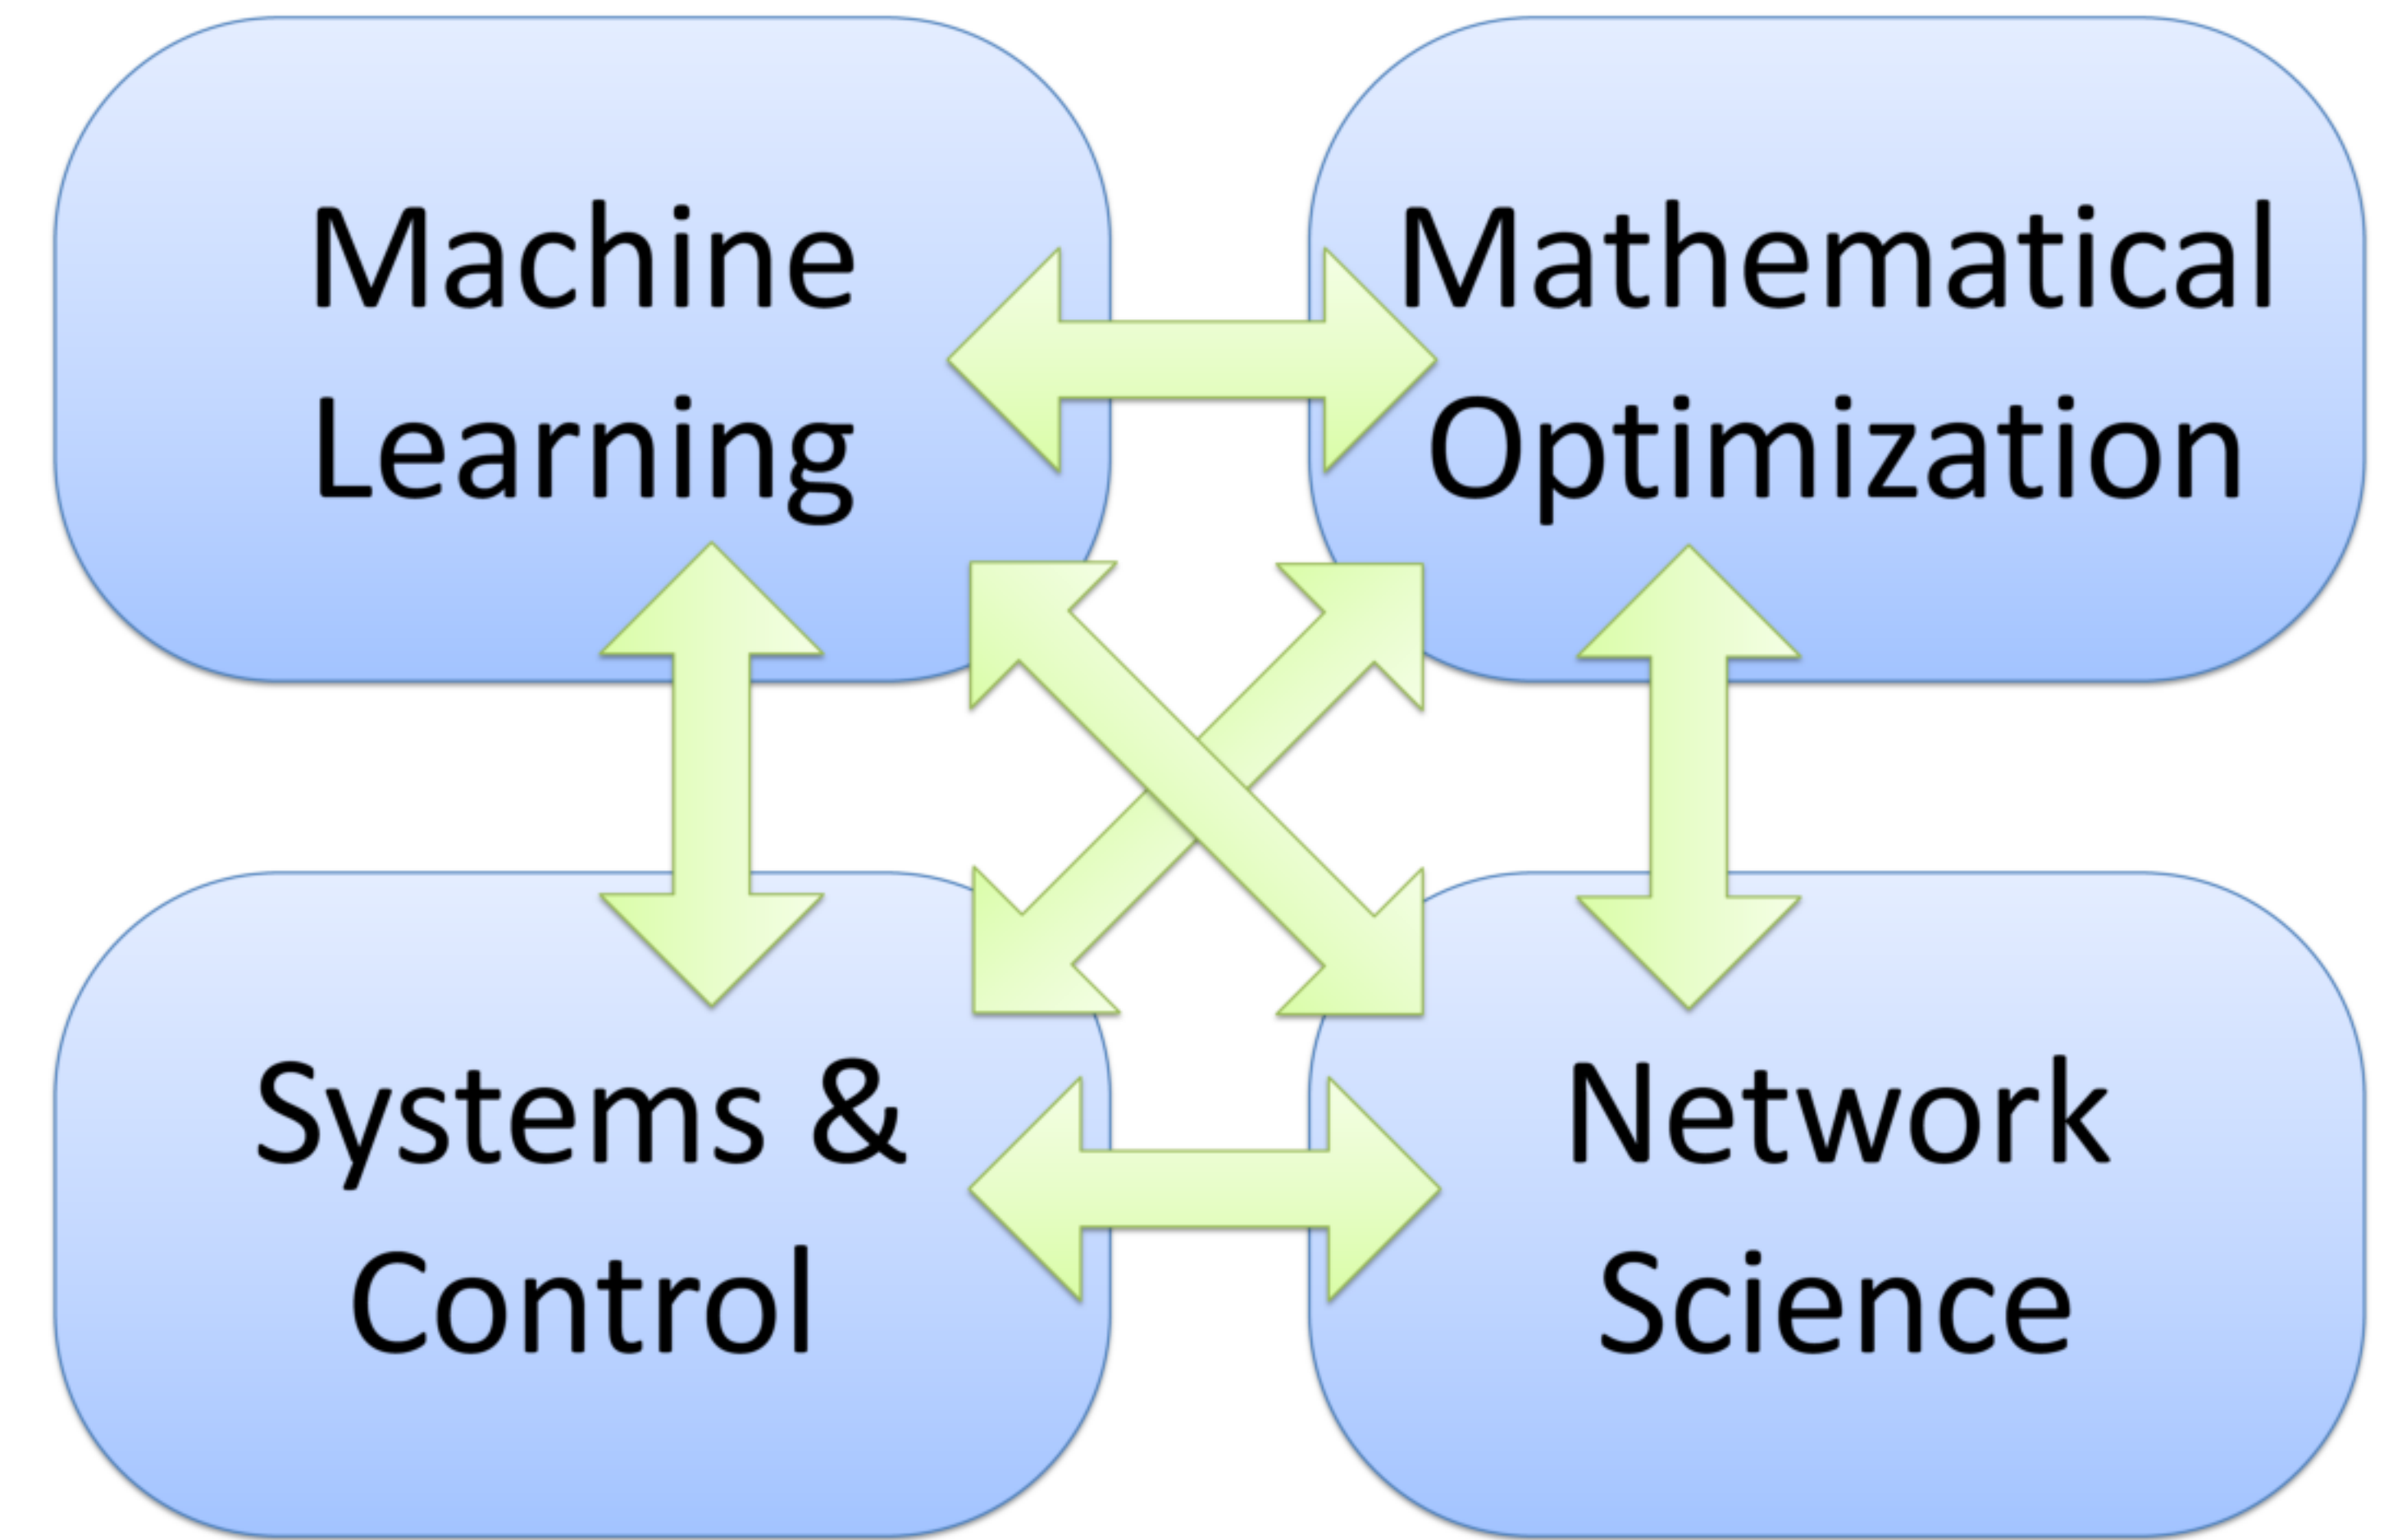 Machine
Learning
Mathematical
Optimization
Systems &
Control
Network
Science